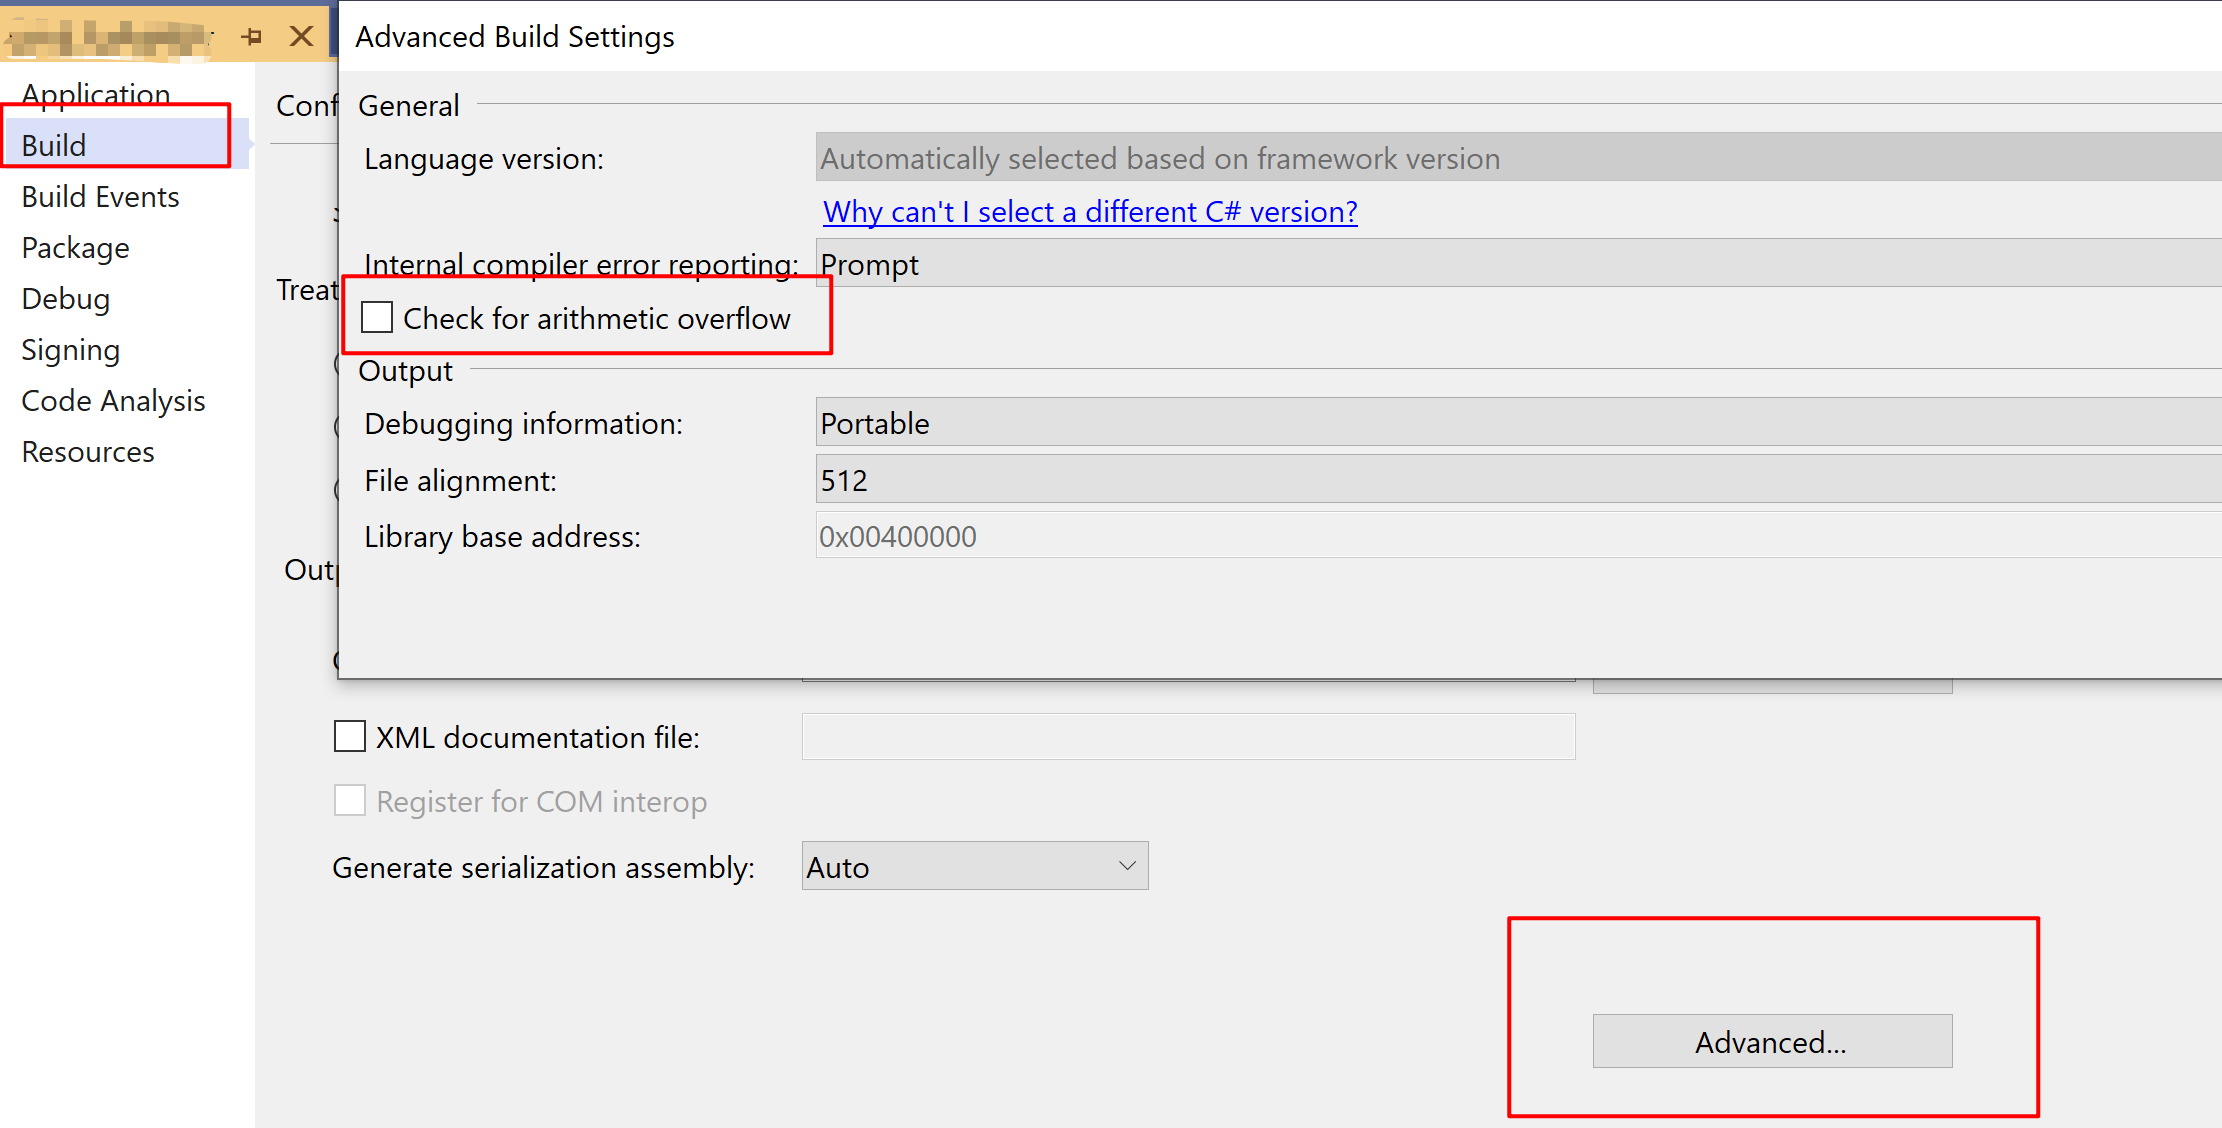 Application
Build
Build Events
Package
Debug
Signing
Code Analysis
Resources
Conf
Treat
Outp
Advanced Build Settings
General
Language version: Automatically selected based on framework version
Why can't I select a different C# version?
Internal compiler error reporting: Prompt
Check for arithmetic overflow
Output
Debugging information: Portable
File alignment: 512
Library base address: 0x00400000
XML documentation file:
Register for COM interop
Generate serialization assembly: Auto
Advanced...